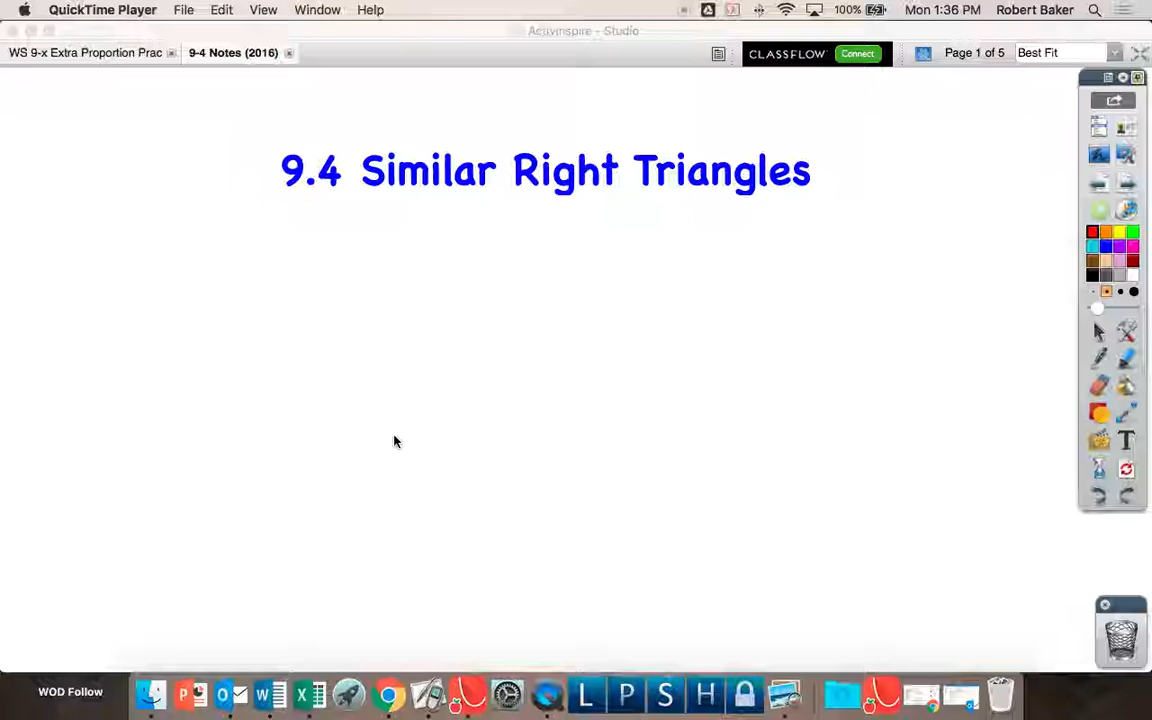 QuickTime Player File Edit View Window Help 100% Mon 1:36 PM Robert Baker
ActivInspire - Studio
WS 9-x Extra Proportion Prac 9-4 Notes (2016) CLASSFLOW Connect Page 1 of 5 Best Fit
9.4 Similar Right Triangles
T
WOD Follow P O W X L P S H